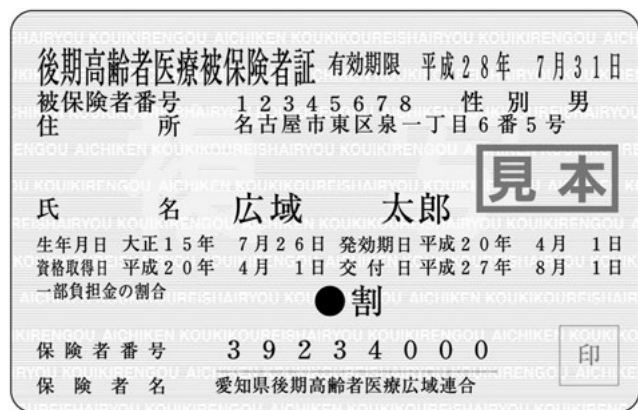 後期高齢者医療被保険者証 有効期限 平成28年 7月31日
被保険者番号 12345678 性別 男
住所 名古屋市東区泉一丁目6番5号
見本
氏名 広域 太郎
生年月日 大正15年 7月26日 発効期日 平成20年 4月 1日
資格取得日 平成20年 4月 1日 交付日 平成27年 8月 1日
一部負担金の割合
●割
保険者番号 39234000
印
保険者名 愛知県後期高齢者医療広域連合